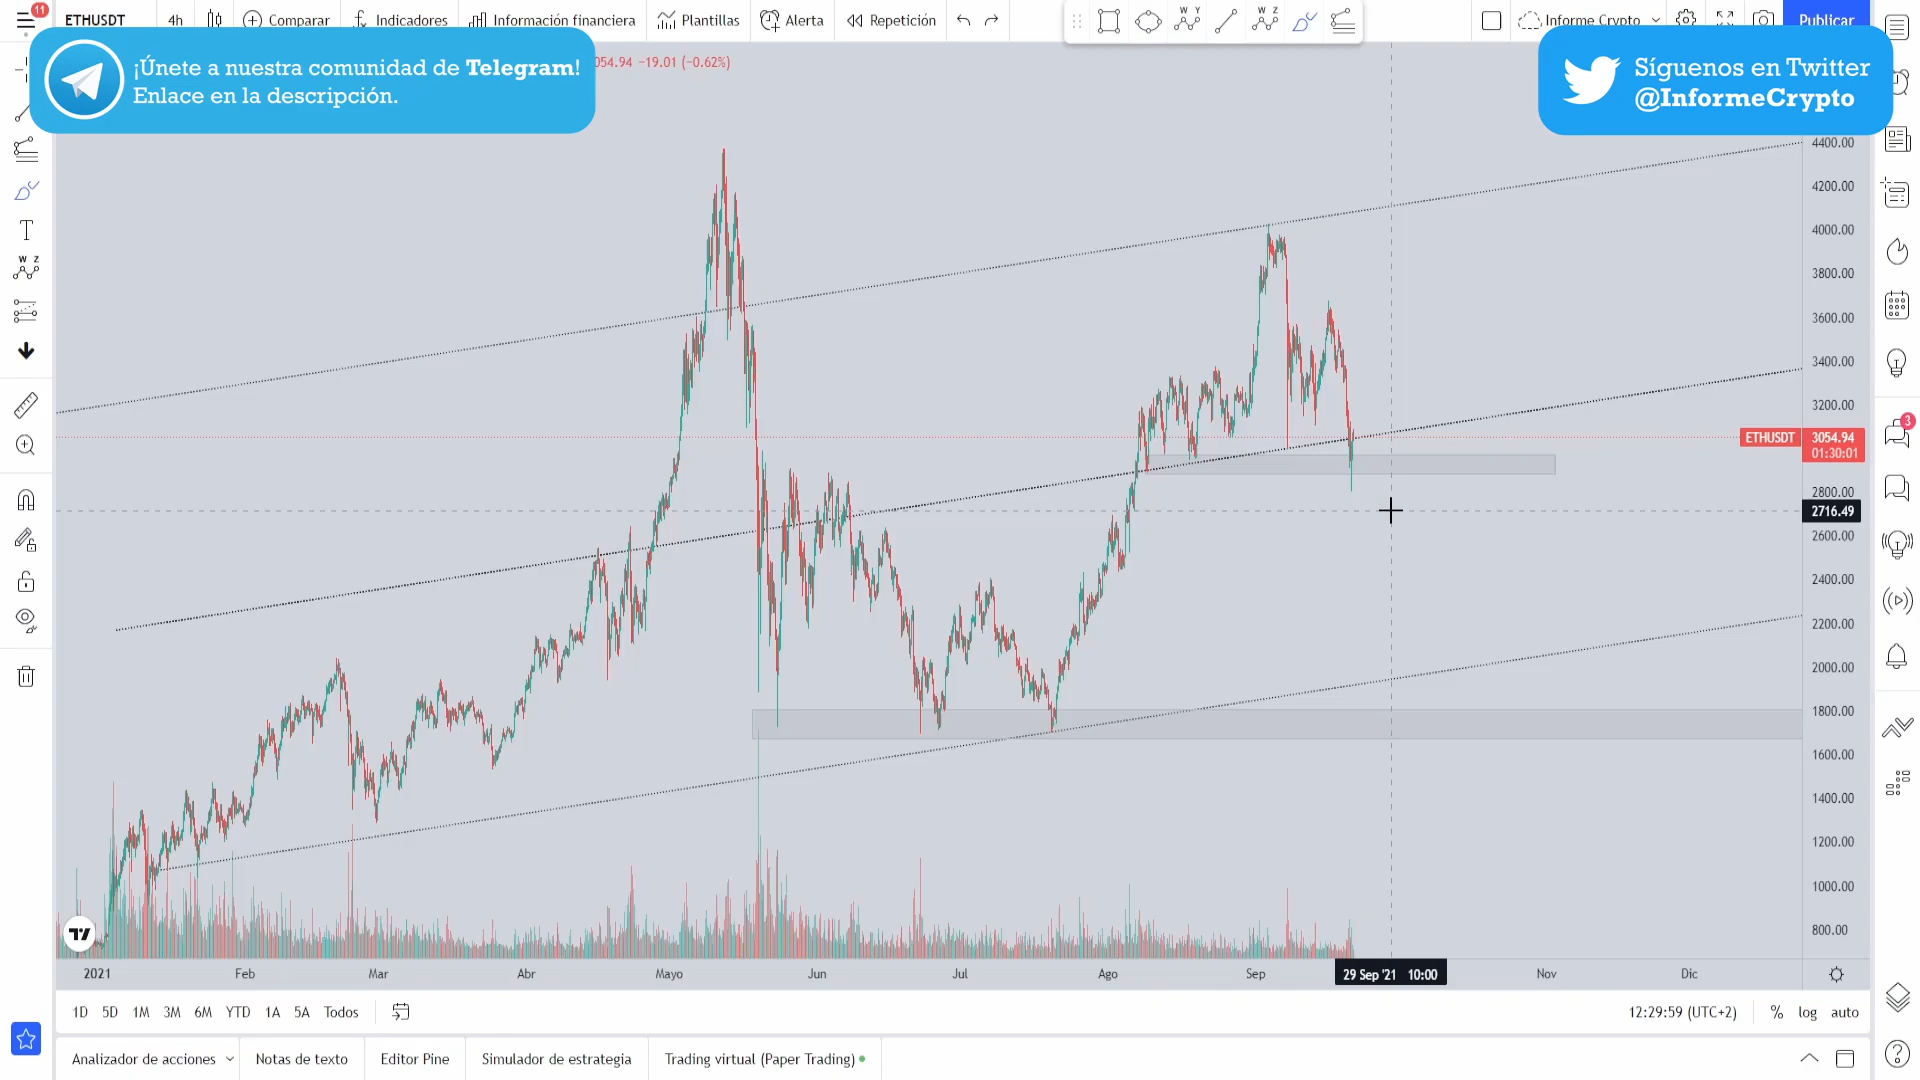 11
ETHUSDT
4h
Comparar
Indicadores
Información financiera
Plantillas
Alerta
Repetición
W Y
W Z
Informe Crypto
Publicar
¡Únete a nuestra comunidad de Telegram!
Enlace en la descripción.
054.94 −19.01 (−0.62%)
Síguenos en Twitter
@InformeCrypto
4400.00
4200.00
4000.00
3800.00
3600.00
3400.00
3200.00
ETHUSDT 3054.94
01:30:01
2800.00
2716.49
2600.00
2400.00
2200.00
2000.00
1800.00
1600.00
1400.00
1200.00
1000.00
800.00
T
W Z
3
2021 Feb Mar Abr Mayo Jun Jul Ago Sep 29 Sep '21 10:00 Nov Dic
1D 5D 1M 3M 6M YTD 1A 5A Todos
12:29:59 (UTC+2) % log auto
Analizador de acciones
Notas de texto
Editor Pine
Simulador de estrategia
Trading virtual (Paper Trading)